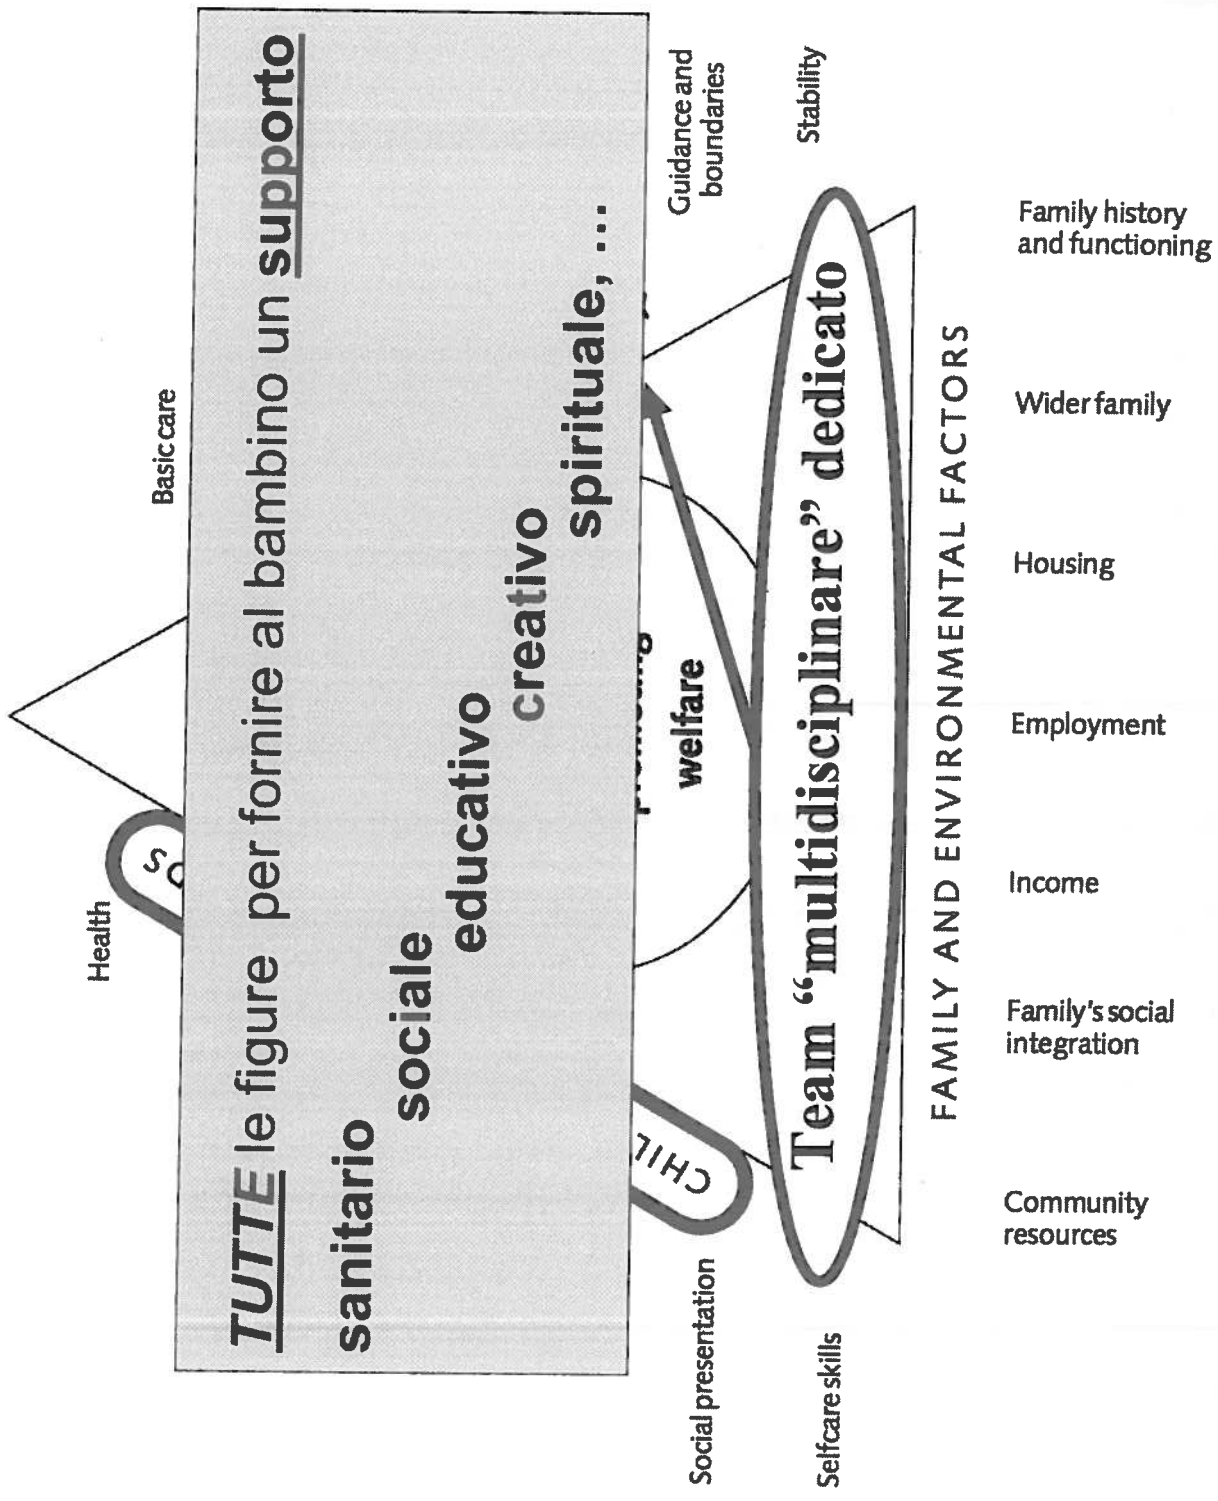 Health
Basic care
TUTTE le figure per fornire al bambino un supporto
sanitario
sociale
educativo
creativo
spirituale, ...
Guidance and
boundaries
welfare
Social presentation
Stability
Selfcare skills
Team “multidisciplinare” dedicato
FAMILY AND ENVIRONMENTAL FACTORS
Community
resources
Family's social
integration
Income
Employment
Housing
Wider family
Family history
and functioning